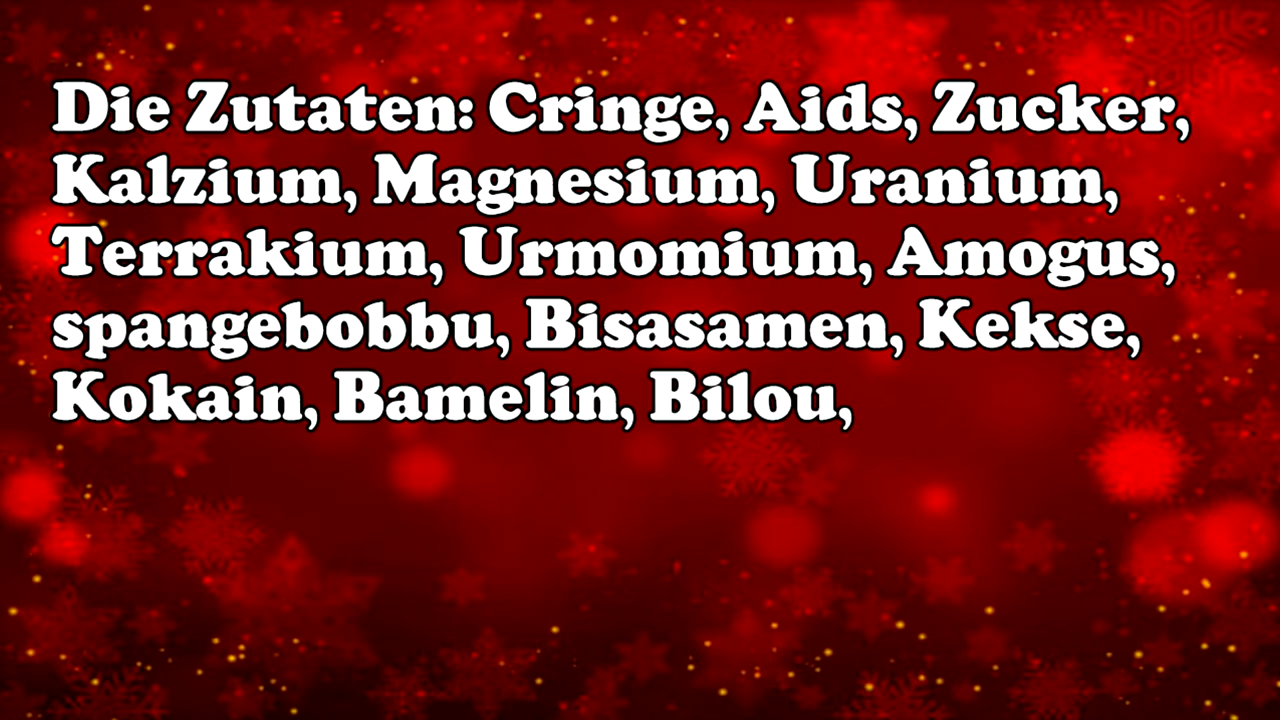 Die Zutaten: Cringe, Aids, Zucker,
Kalzium, Magnesium, Uranium,
Terrakium, Urmomium, Amogus,
spangebobbu, Bisasamen, Kekse,
Kokain, Bamelin, Bilou,